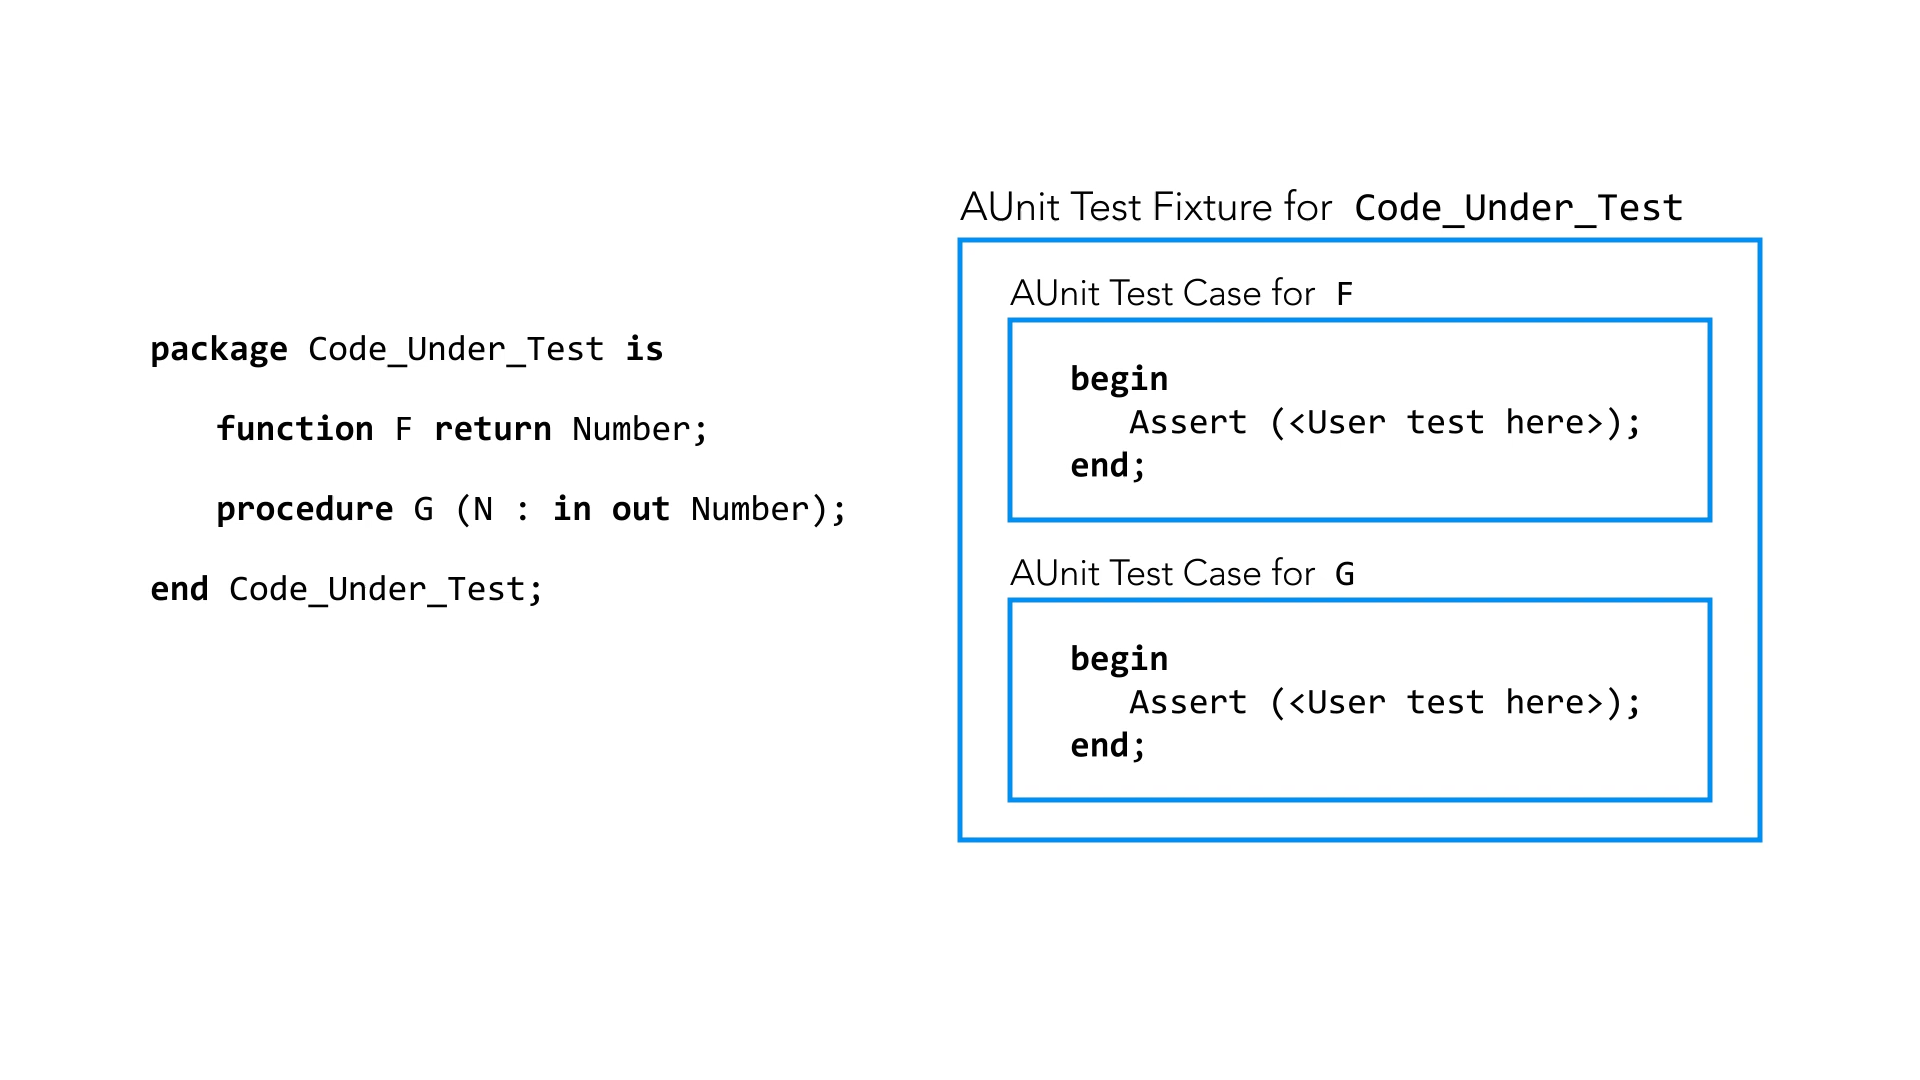 package Code_Under_Test is
function F return Number;
procedure G (N : in out Number);
end Code_Under_Test;
AUnit Test Fixture for Code_Under_Test
AUnit Test Case for F
begin
Assert (<User test here>);
end;
AUnit Test Case for G
begin
Assert (<User test here>);
end;